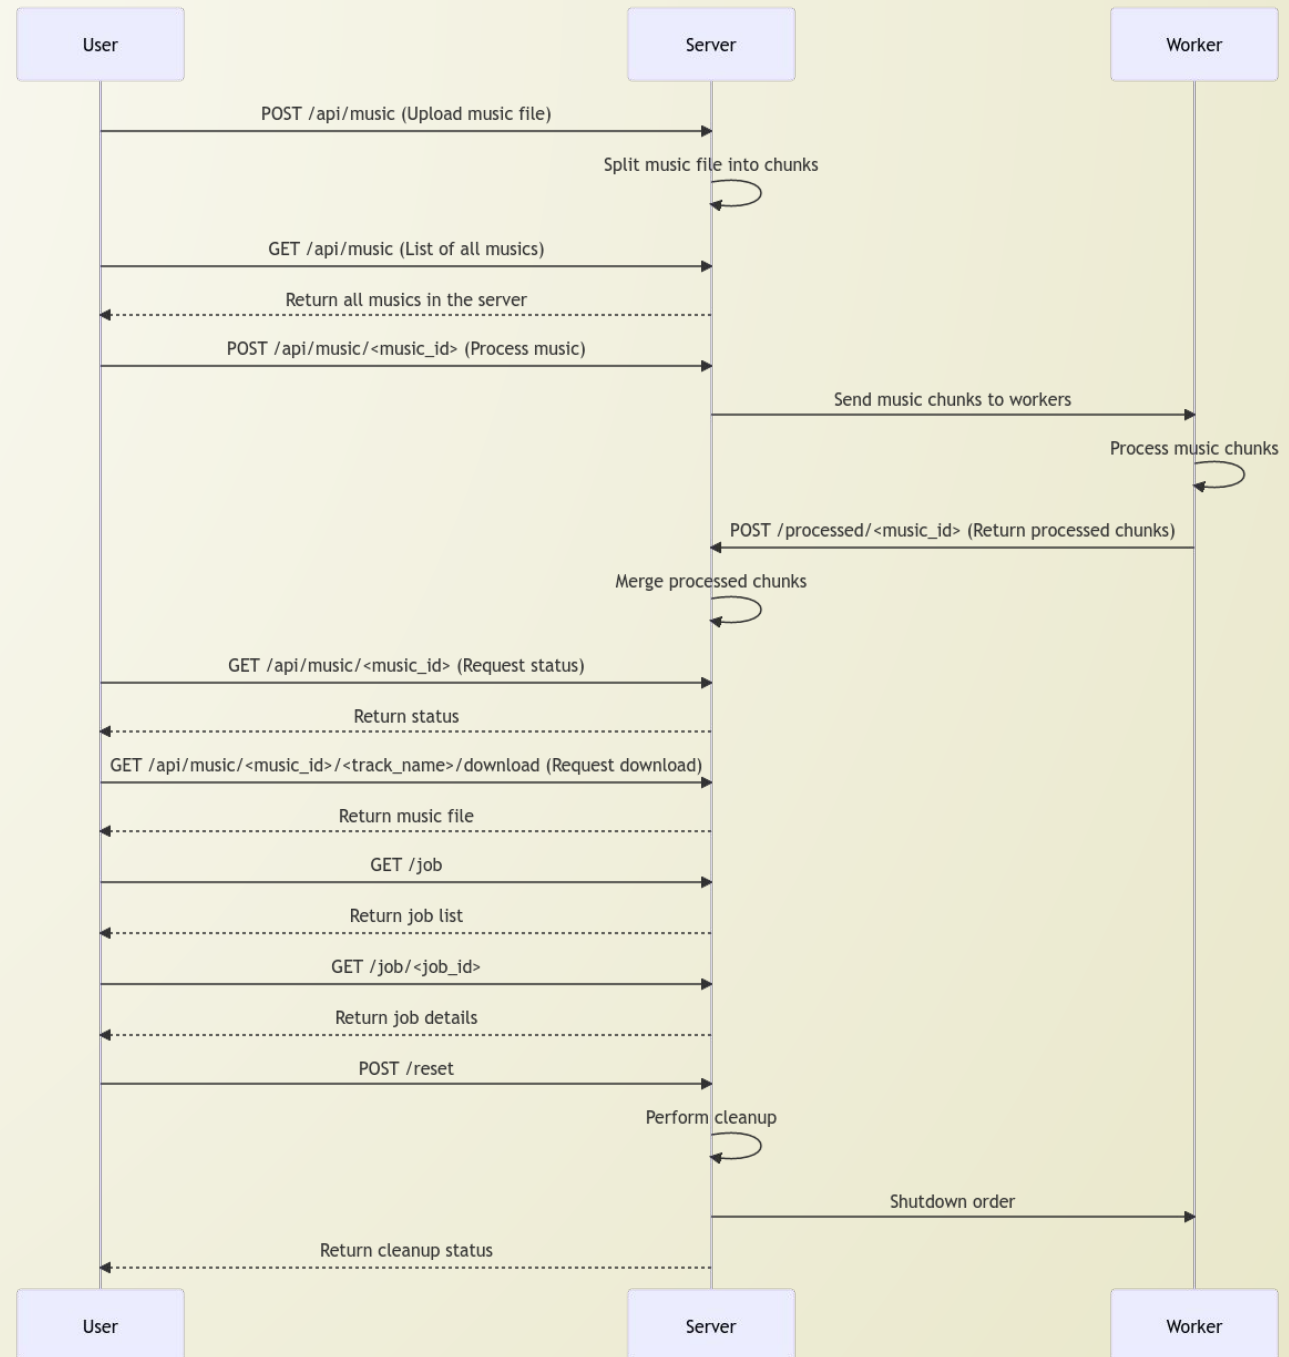 User
Server
Worker
POST /api/music (Upload music file)
Split music file into chunks
GET /api/music (List of all musics)
Return all musics in the server
POST /api/music/<music_id> (Process music)
Send music chunks to workers
Process music chunks
POST /processed/<music_id> (Return processed chunks)
Merge processed chunks
GET /api/music/<music_id> (Request status)
Return status
GET /api/music/<music_id>/<track_name>/download (Request download)
Return music file
GET /job
Return job list
GET /job/<job_id>
Return job details
POST /reset
Perform cleanup
Shutdown order
Return cleanup status
User
Server
Worker